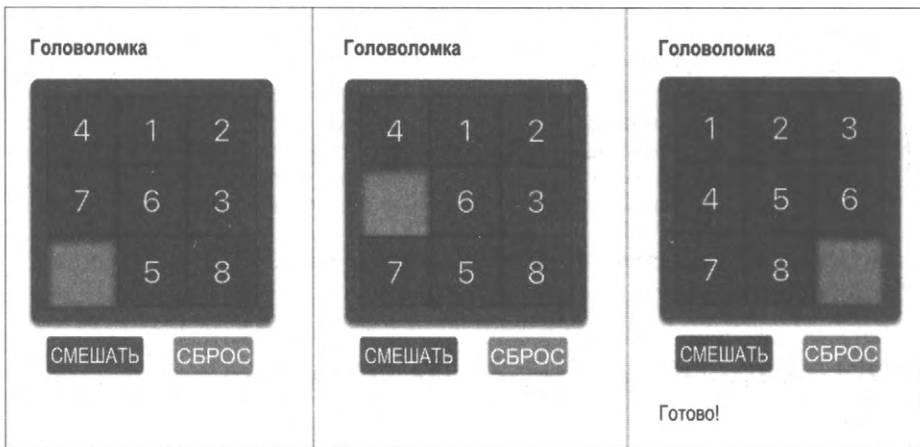 Головоломка
4 1 2
7 6 3
5 8
СМЕШАТЬ СБРОС
Головоломка
4 1 2
6 3
7 5 8
СМЕШАТЬ СБРОС
Головоломка
1 2 3
4 5 6
7 8
СМЕШАТЬ СБРОС
Готово!